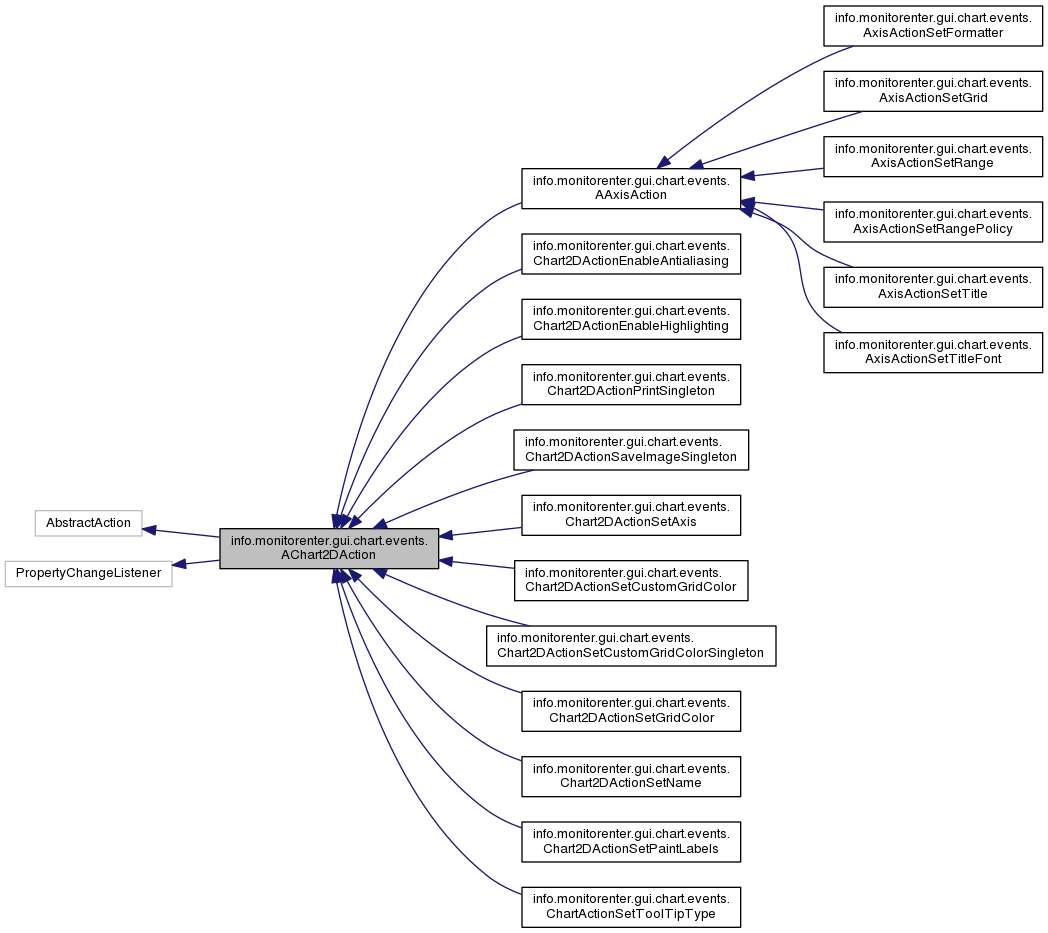 AbstractAction
PropertyChangeListener
info.monitorenter.gui.chart.events.
AChart2DAction
info.monitorenter.gui.chart.events.
AAxisAction
info.monitorenter.gui.chart.events.
Chart2DActionEnableAntialiasing
info.monitorenter.gui.chart.events.
Chart2DActionEnableHighlighting
info.monitorenter.gui.chart.events.
Chart2DActionPrintSingleton
info.monitorenter.gui.chart.events.
Chart2DActionSaveImageSingleton
info.monitorenter.gui.chart.events.
Chart2DActionSetAxis
info.monitorenter.gui.chart.events.
Chart2DActionSetCustomGridColor
info.monitorenter.gui.chart.events.
Chart2DActionSetCustomGridColorSingleton
info.monitorenter.gui.chart.events.
Chart2DActionSetGridColor
info.monitorenter.gui.chart.events.
Chart2DActionSetName
info.monitorenter.gui.chart.events.
Chart2DActionSetPaintLabels
info.monitorenter.gui.chart.events.
ChartActionSetToolTipType
info.monitorenter.gui.chart.events.
AxisActionSetFormatter
info.monitorenter.gui.chart.events.
AxisActionSetGrid
info.monitorenter.gui.chart.events.
AxisActionSetRange
info.monitorenter.gui.chart.events.
AxisActionSetRangePolicy
info.monitorenter.gui.chart.events.
AxisActionSetTitle
info.monitorenter.gui.chart.events.
AxisActionSetTitleFont